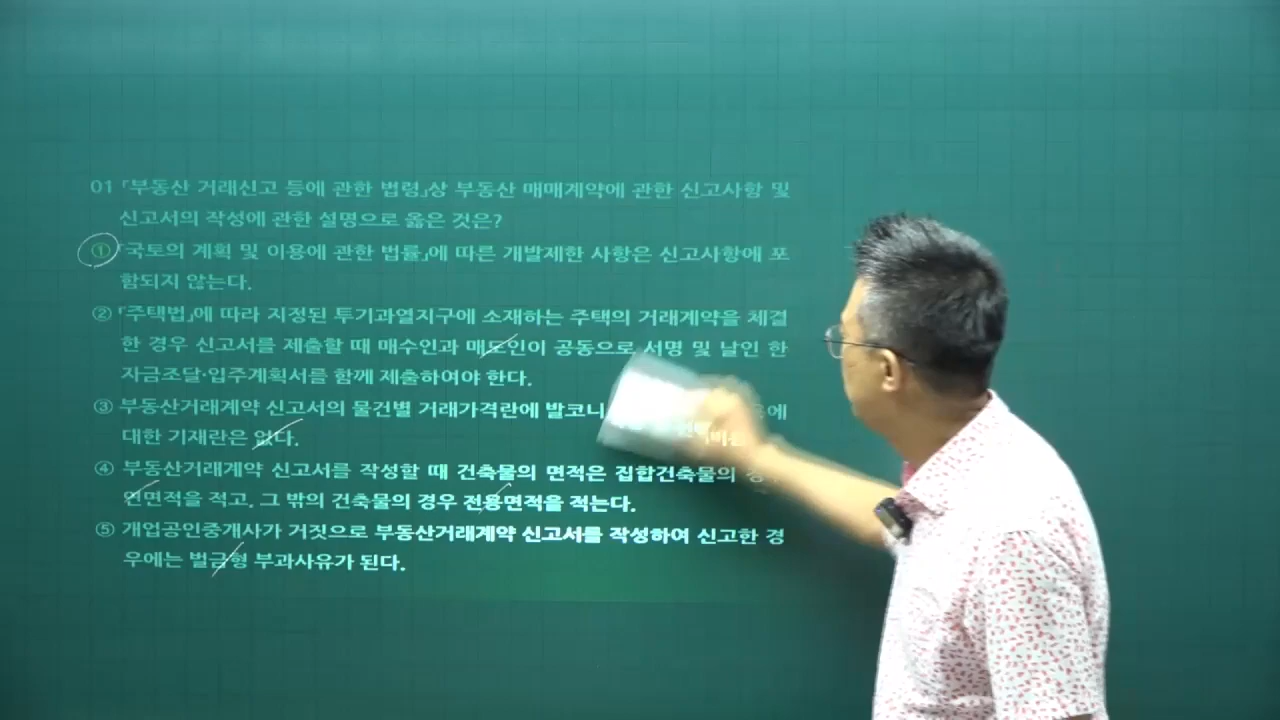 01 「부동산 거래신고 등에 관한 법령」상 부동산 매매계약에 관한 신고사항 및
신고서의 작성에 관한 설명으로 옳은 것은?
① 「국토의 계획 및 이용에 관한 법률」에 따른 개발제한 사항은 신고사항에 포
함되지 않는다.
② 「주택법」에 따라 지정된 투기과열지구에 소재하는 주택의 거래계약을 체결
한 경우 신고서를 제출할 때 매수인과 매도인이 공동으로 서명 및 날인 한
자금조달·입주계획서를 함께 제출하여야 한다.
③ 부동산거래계약 신고서의 물건별 거래가격란에 발코니
대한 기재란은 없다.
④ 부동산거래계약 신고서를 작성할 때 건축물의 면적은 집합건축물의 경우
연면적을 적고, 그 밖의 건축물의 경우 전용면적을 적는다.
⑤ 개업공인중개사가 거짓으로 부동산거래계약 신고서를 작성하여 신고한 경
우에는 벌금형 부과사유가 된다.